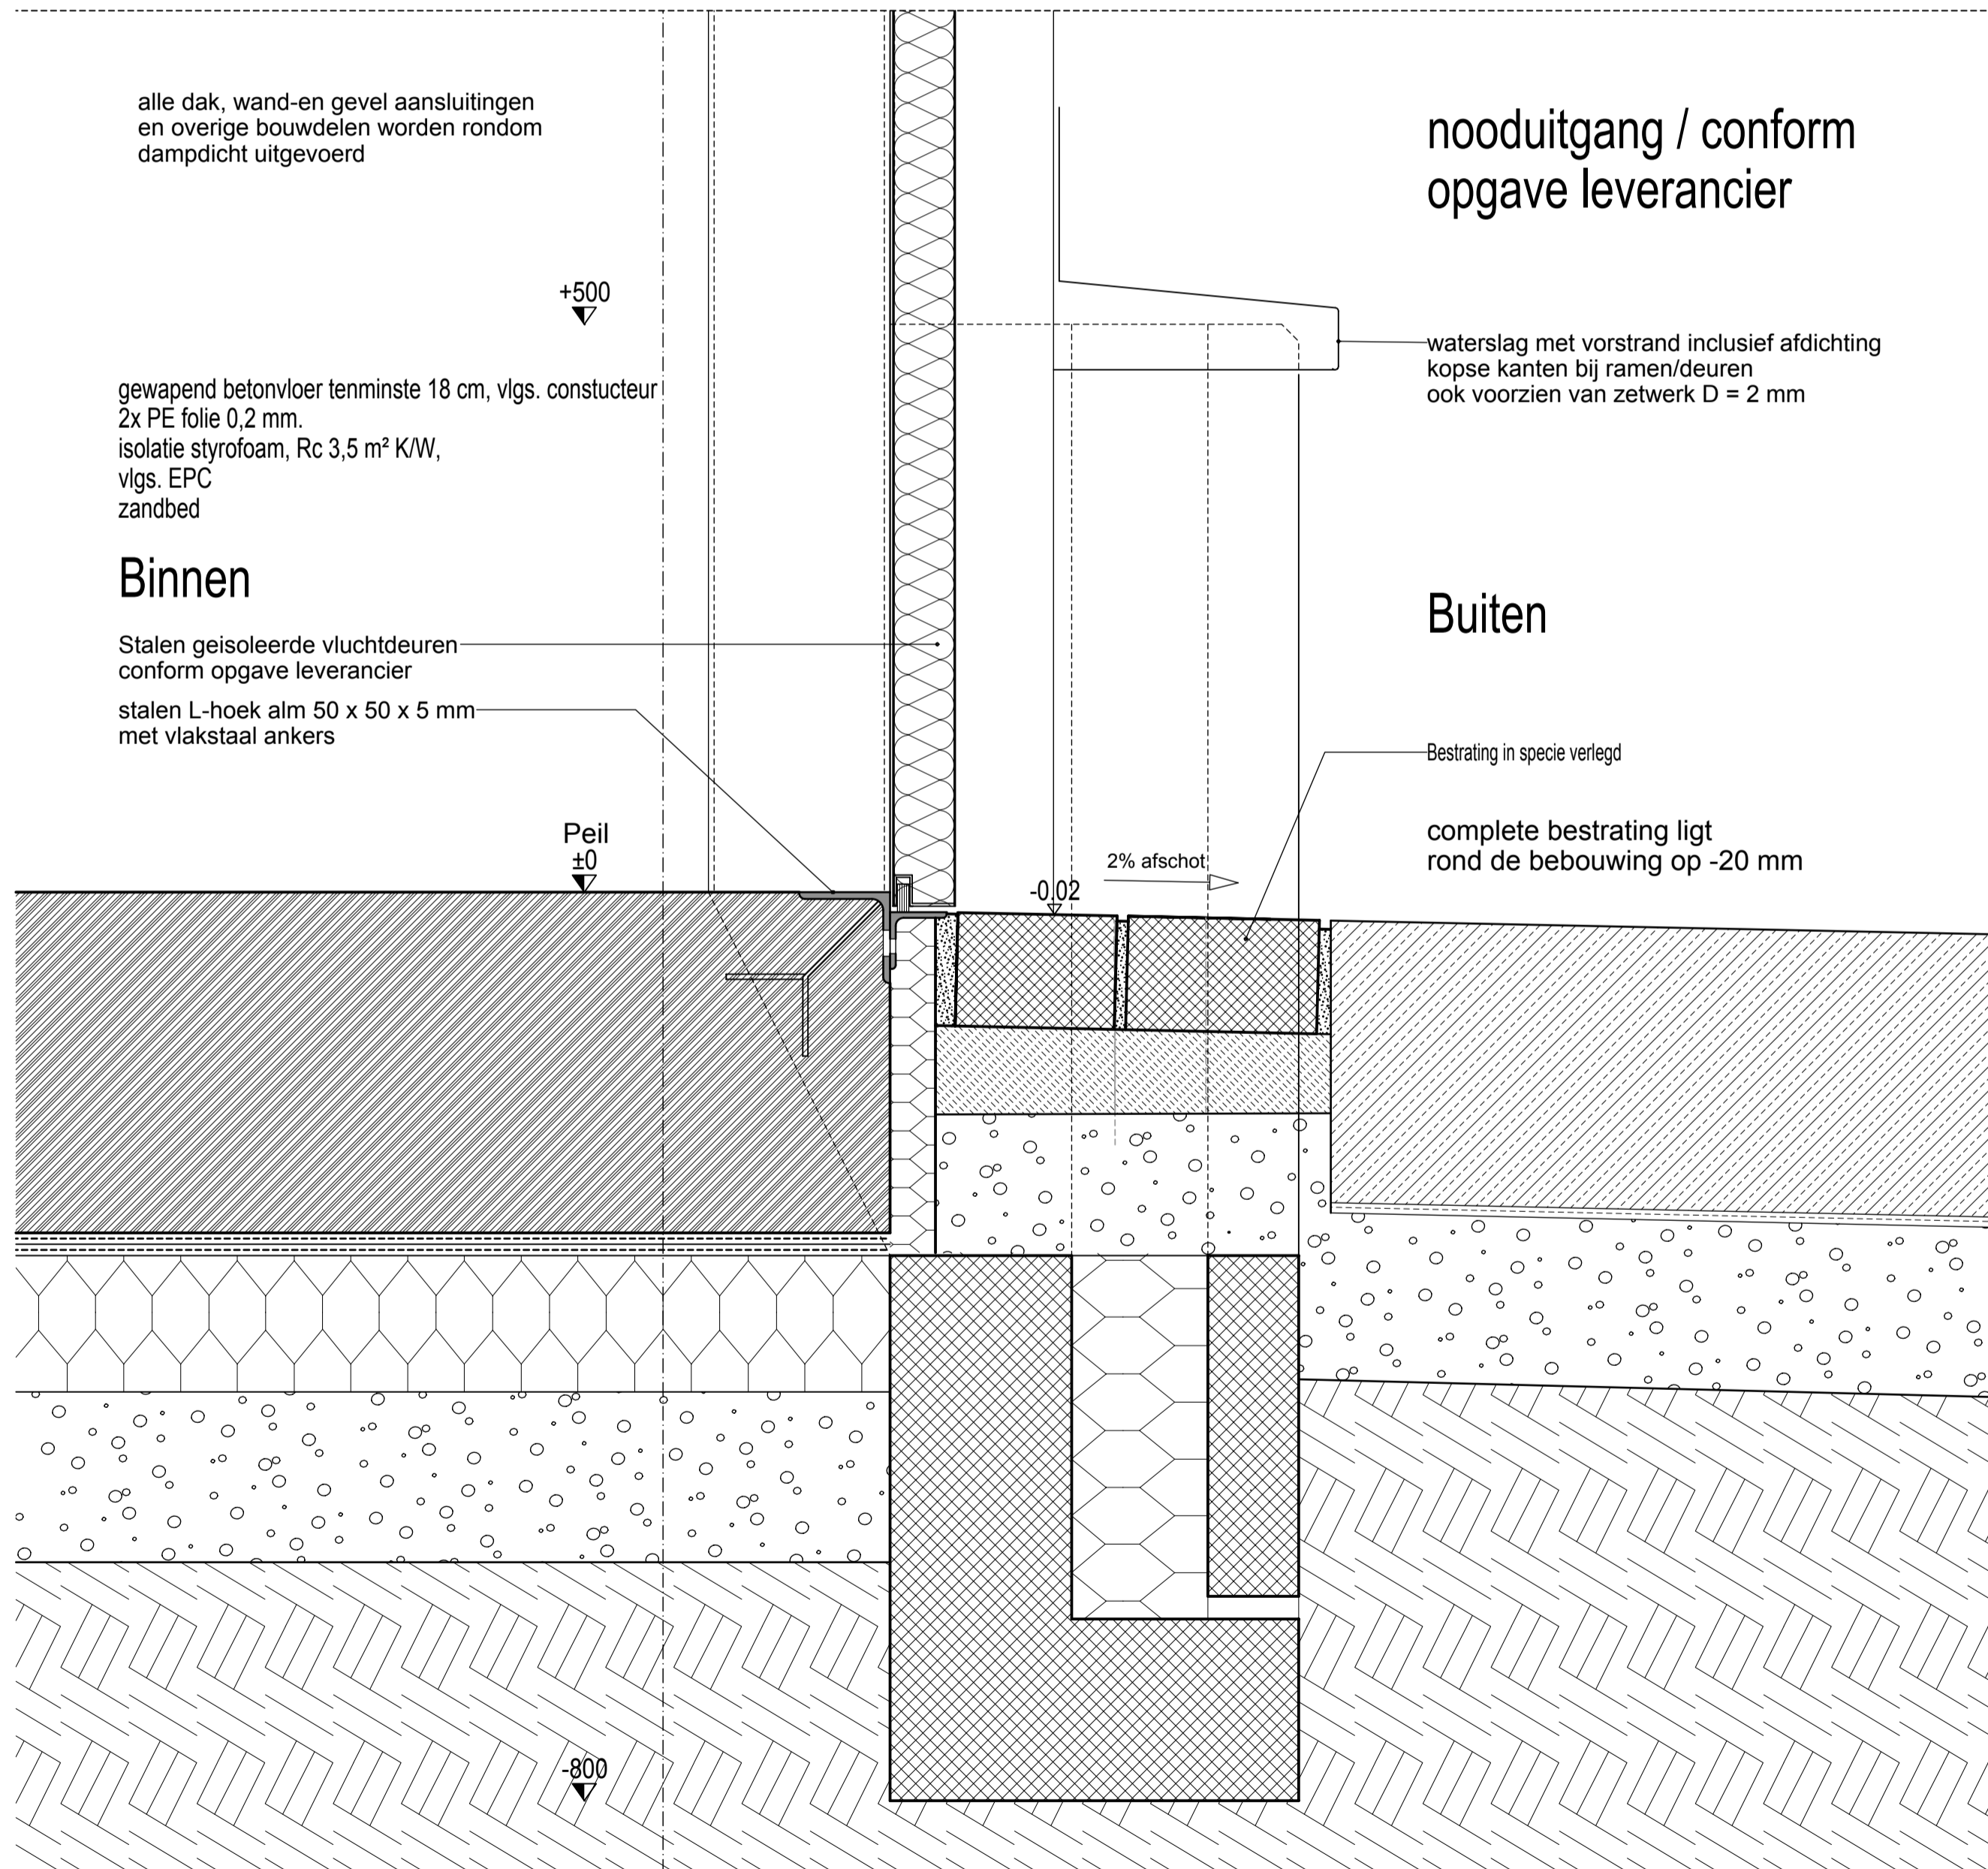 alle dak, wand-en gevel aansluitingen
en overige bouwdelen worden rondom
dampdicht uitgevoerd
nooduitgang / conform
opgave leverancier
+500
waterslag met vorstrand inclusief afdichting
kopse kanten bij ramen/deuren
ook voorzien van zetwerk D = 2 mm
gewapend betonvloer tenminste 18 cm, vlgs. constucteur
2x PE folie 0,2 mm.
isolatie styrofoam, Rc 3,5 m² K/W,
vlgs. EPC
zandbed
Binnen
Buiten
Stalen geisoleerde vluchtdeuren
conform opgave leverancier
stalen L-hoek alm 50 x 50 x 5 mm
met vlakstaal ankers
Bestrating in specie verlegd
complete bestrating ligt
rond de bebouwing op -20 mm
Peil
±0
2% afschot
-0.02
-800